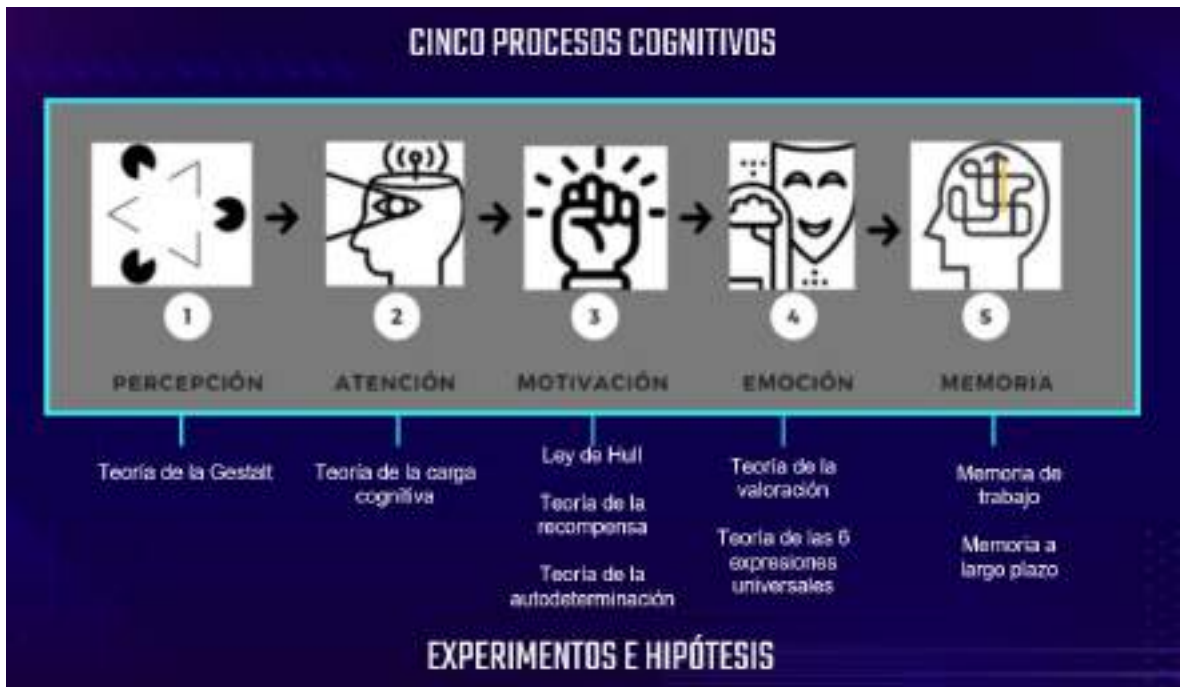 CINCO PROCESOS COGNITIVOS
1
2
3
4
5
PERCEPCIÓN
ATENCIÓN
MOTIVACIÓN
EMOCIÓN
MEMORIA
Teoría de la Gestalt
Teoría de la carga
cognitiva
Ley de Hull
Teoría de la
recompensa
Teoría de la
autodeterminación
Teoría de la
valoración
Teoría de las 6
expresiones
universales
Memoria de
trabajo
Memoria a
largo plazo
EXPERIMENTOS E HIPÓTESIS